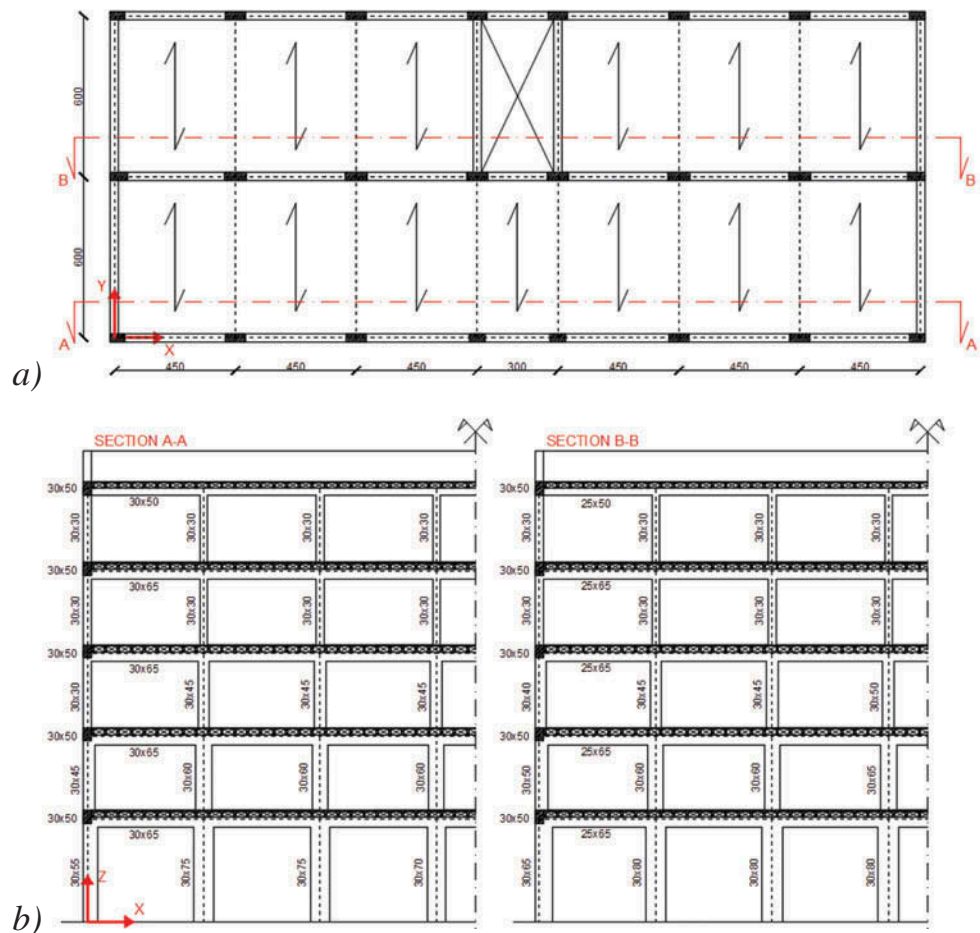 600
600
B
B
A
A
Y
X
450
450
450
300
450
450
450
a)
SECTION A-A
30x50
30x50
30x30
30x30
30x30
30x30
30x50
30x65
30x30
30x30
30x30
30x30
30x50
30x65
30x30
30x45
30x45
30x45
30x50
30x65
30x45
30x60
30x60
30x60
30x50
30x65
30x55
30x75
30x75
30x70
Z
X
SECTION B-B
30x50
25x50
30x30
30x30
30x30
30x30
30x50
25x65
30x30
30x30
30x30
30x30
30x50
25x65
30x40
30x45
30x45
30x50
30x50
25x65
30x50
30x60
30x60
30x65
30x50
25x65
30x65
30x80
30x80
30x80
b)